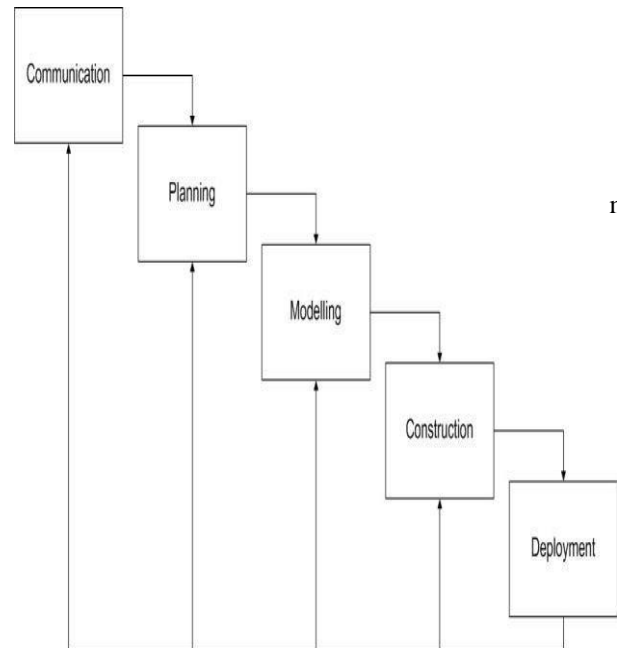 Communication
Planning
n
Modelling
Construction
Deployment